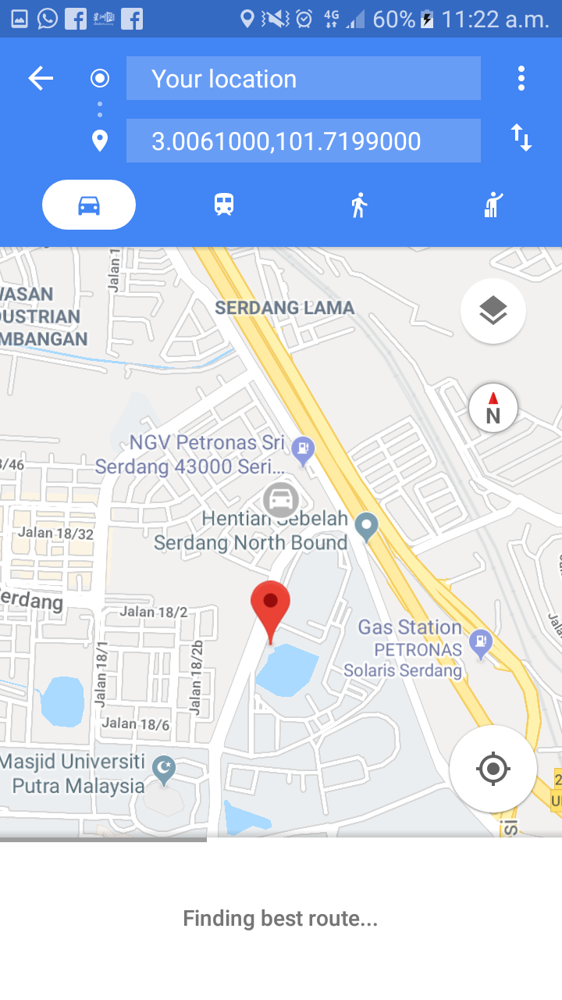 4G 60% 11:22 a.m.
Your location
3.0061000,101.7199000
Jalan 1
WASAN
DUSTRIAN
MBANGAN
SERDANG LAMA
N
NGV Petronas Sri
Serdang 43000 Seri...
3/46
Hentian Sebelah
Serdang North Bound
Jalan 18/32
erdang
Jalan 18/2
Jalan 18/1
Jalan 18/2b
Gas Station
PETRONAS
Solaris Serdang
Jala
Jalan 18/6
Masjid Universiti
Putra Malaysia
2
U
si
Finding best route...